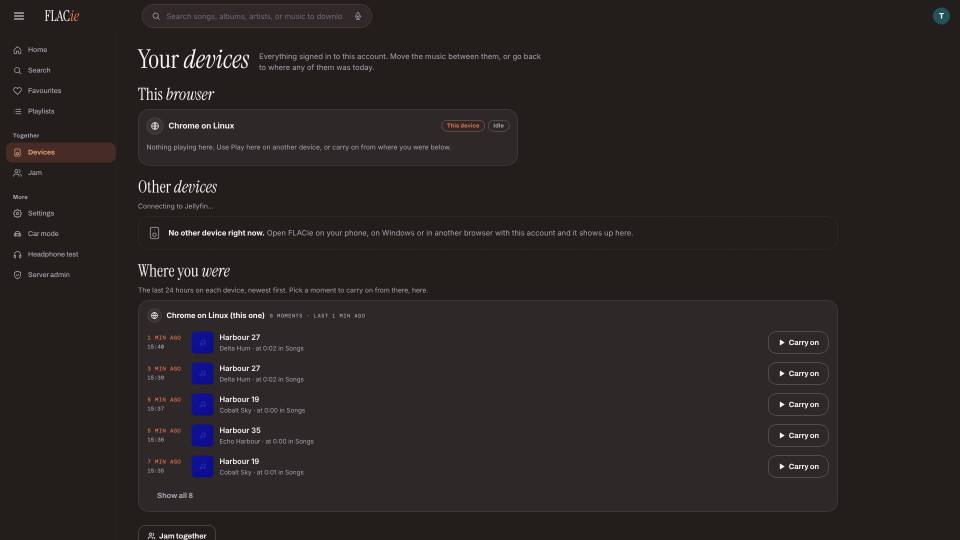 FLACie
Search songs, albums, artists, or music to downlo
T
Home
Search
Favourites
Playlists
Together
Devices
Jam
More
Settings
Car mode
Headphone test
Server admin
Your devices
Everything signed in to this account. Move the music between them, or go back
to where any of them was today.
This browser
Chrome on Linux
This device
Idle
Nothing playing here. Use Play here on another device, or carry on from where you were below.
Other devices
Connecting to Jellyfin…
No other device right now. Open FLACie on your phone, on Windows or in another browser with this account and it shows up here.
Where you were
The last 24 hours on each device, newest first. Pick a moment to carry on from there, here.
Chrome on Linux (this one) 8 MOMENTS · LAST 1 MIN AGO
1 MIN AGO
15:40
Harbour 27
Delta Hum · at 0:02 in Songs
Carry on
3 MIN AGO
15:39
Harbour 27
Delta Hum · at 0:02 in Songs
Carry on
5 MIN AGO
15:37
Harbour 19
Cobalt Sky · at 0:00 in Songs
Carry on
5 MIN AGO
15:36
Harbour 35
Echo Harbour · at 0:00 in Songs
Carry on
7 MIN AGO
15:35
Harbour 19
Cobalt Sky · at 0:01 in Songs
Carry on
Show all 8
Jam together